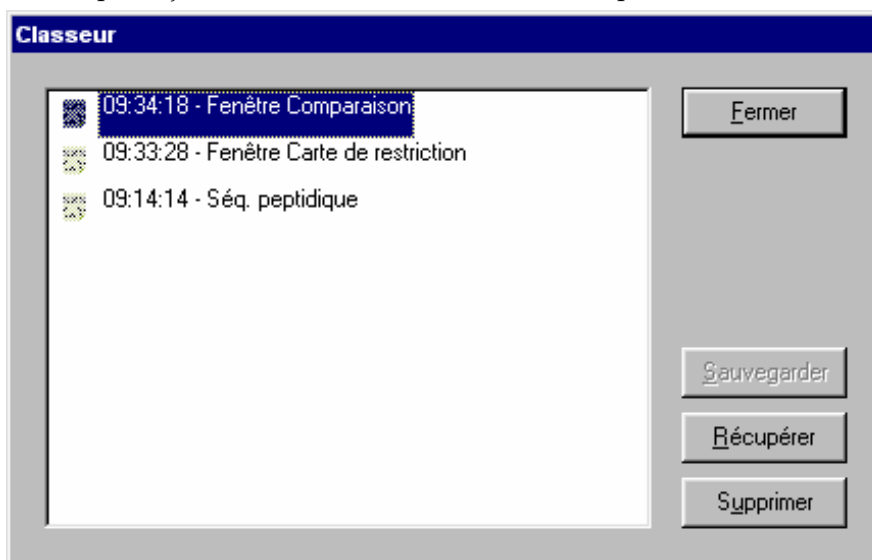 Classeur
09:34:18 - Fenêtre Comparaison
09:33:28 - Fenêtre Carte de restriction
09:14:14 - Séq. peptidique
Fermer
Sauvegarder
Récupérer
Supprimer